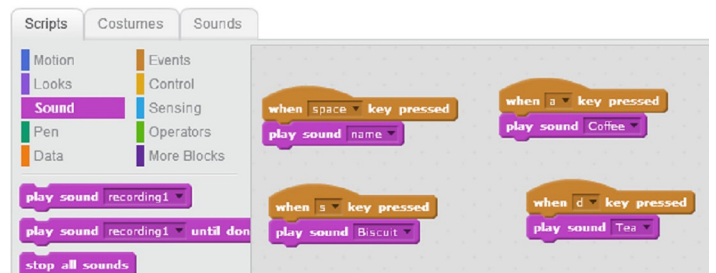 Scripts Costumes Sounds
Motion Events
Looks Control
Sound Sensing
Pen Operators
Data More Blocks
play sound recording1
play sound recording1 until don
stop all sounds
when space key pressed
play sound name
when a key pressed
play sound Coffee
when s key pressed
play sound Biscuit
when d key pressed
play sound Tea